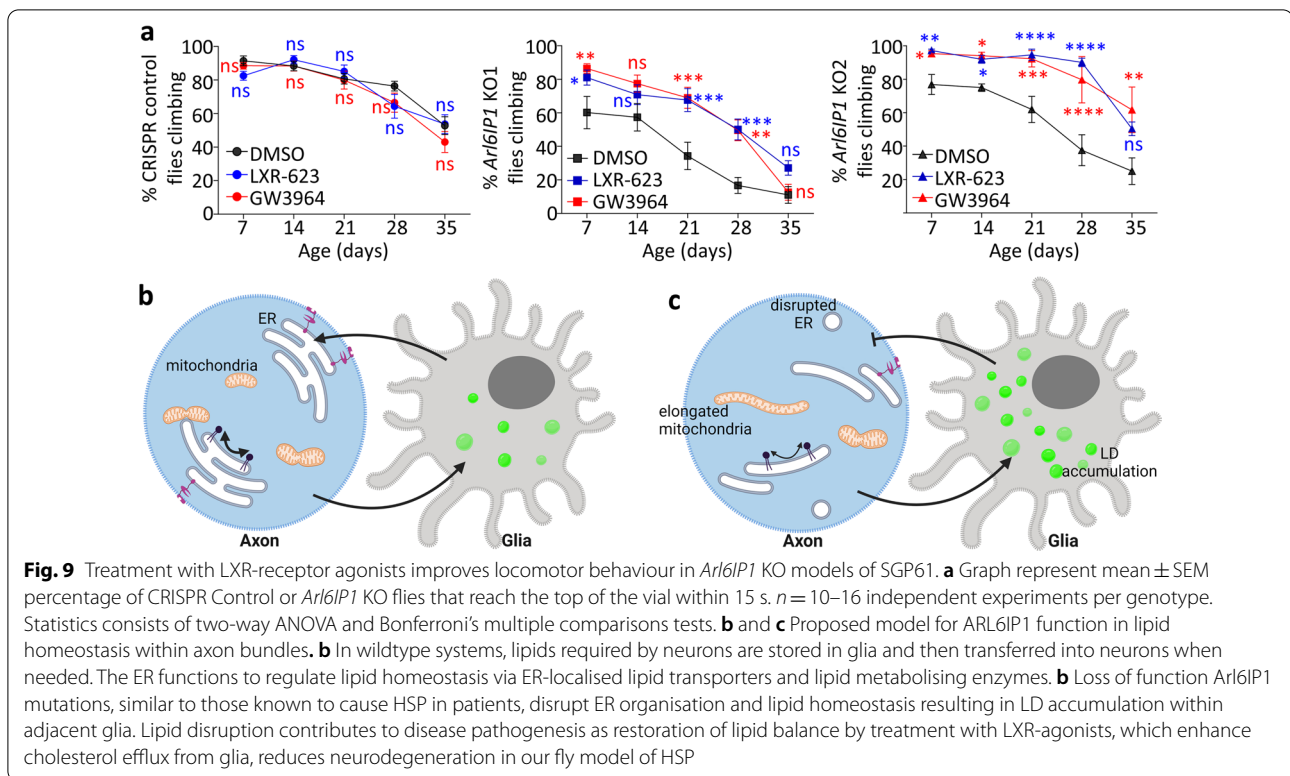 a
% CRISPR control
flies climbing
100
80
60
40
20
0
ns
ns
ns
ns
ns
ns
ns
ns
ns
ns
DMSO
LXR-623
GW3964
7 14 21 28 35
Age (days)
% Arl6IP1 KO1
flies climbing
100
80
60
40
20
0
**
*
ns
ns
***
***
***
**
ns
ns
DMSO
LXR-623
GW3964
7 14 21 28 35
Age (days)
% Arl6IP2 KO2
flies climbing
100
80
60
40
20
0
**
*
*
*
****
***
****
****
**
ns
DMSO
LXR-623
GW3964
7 14 21 28 35
Age (days)
b
ER
mitochondria
Axon
Glia
c
disrupted
ER
elongated
mitochondria
LD
accumulation
Axon
Glia
Fig. 9 Treatment with LXR-receptor agonists improves locomotor behaviour in Arl6IP1 KO models of SGP61. a Graph represent mean ± SEM
percentage of CRISPR Control or Arl6IP1 KO flies that reach the top of the vial within 15 s. n = 10–16 independent experiments per genotype.
Statistics consists of two-way ANOVA and Bonferroni's multiple comparisons tests. b and c Proposed model for ARL6IP1 function in lipid
homeostasis within axon bundles. b In wildtype systems, lipids required by neurons are stored in glia and then transferred into neurons when
needed. The ER functions to regulate lipid homeostasis via ER-localised lipid transporters and lipid metabolising enzymes. b Loss of function Arl6IP1
mutations, similar to those known to cause HSP in patients, disrupt ER organisation and lipid homeostasis resulting in LD accumulation within
adjacent glia. Lipid disruption contributes to disease pathogenesis as restoration of lipid balance by treatment with LXR-agonists, which enhance
cholesterol efflux from glia, reduces neurodegeneration in our fly model of HSP